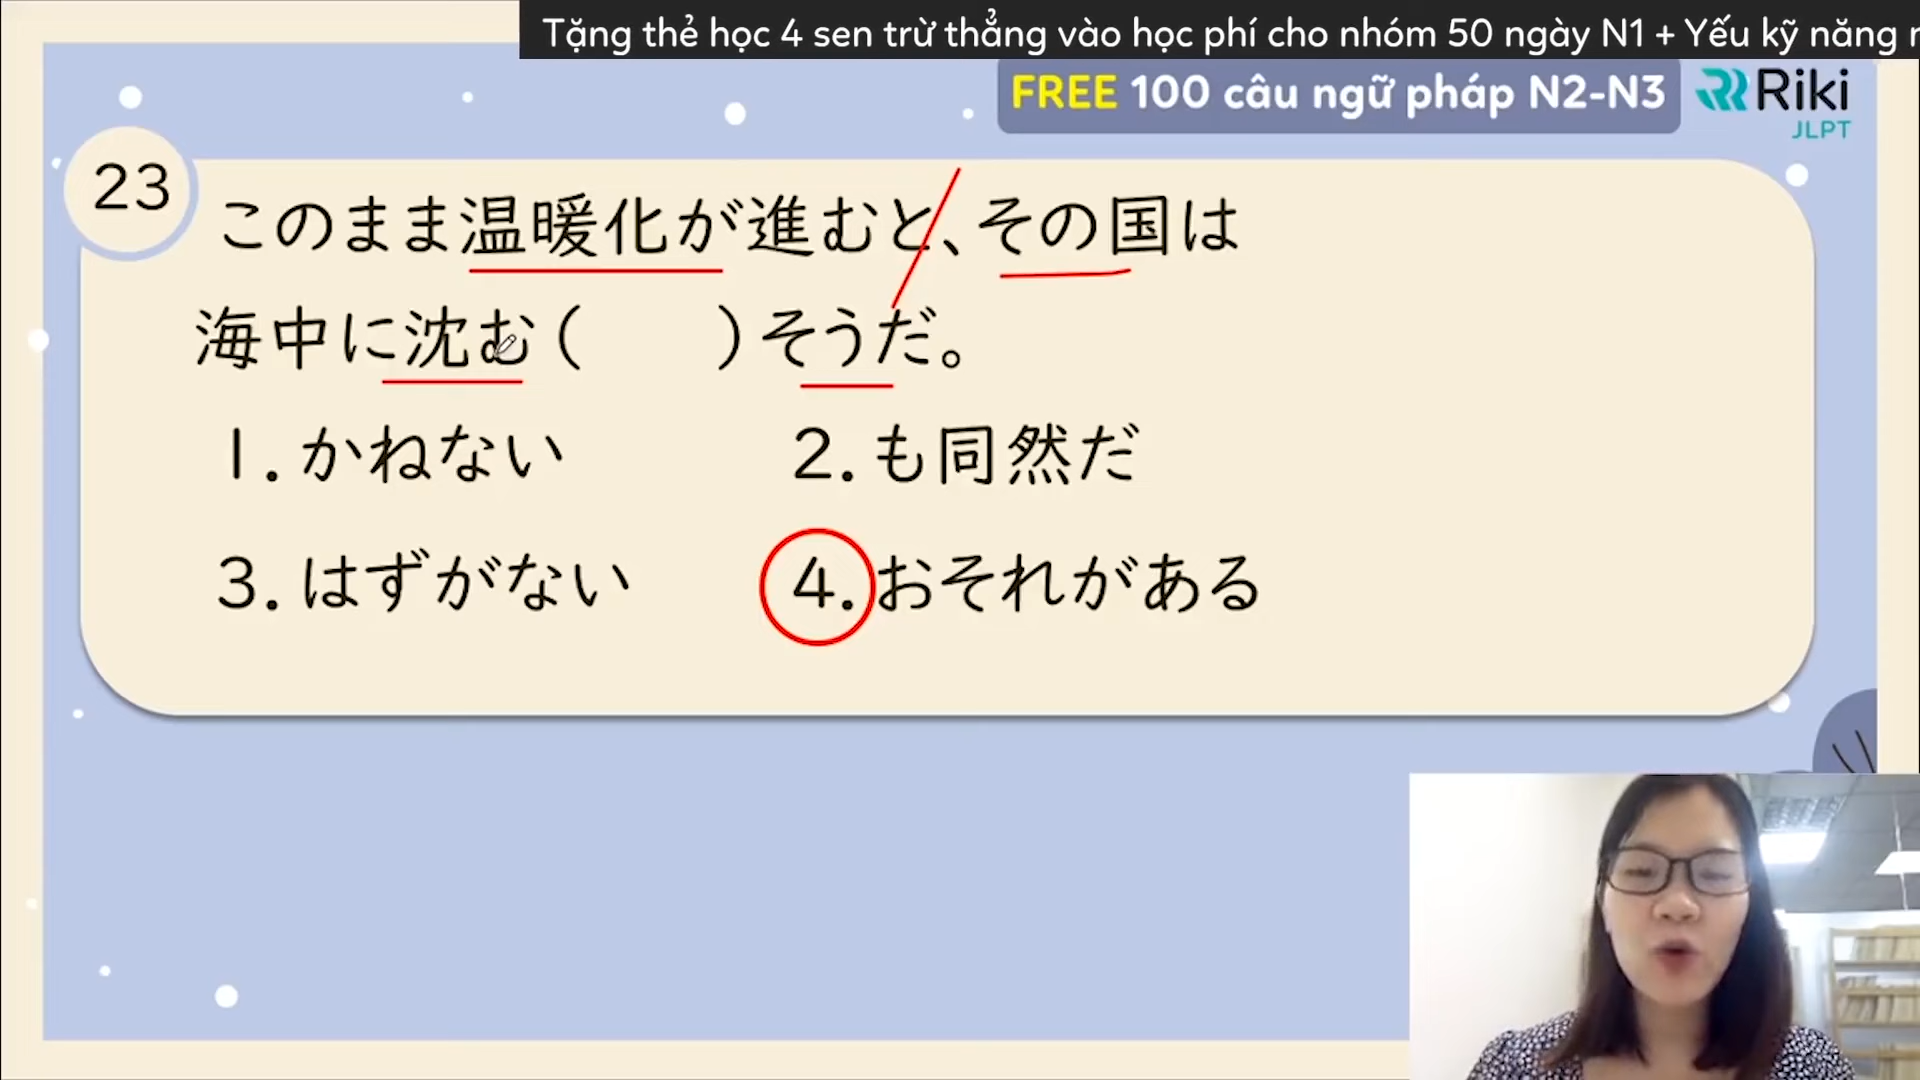 Tặng thẻ học 4 sen trừ thẳng vào học phí cho nhóm 50 ngày N1 + Yếu kỹ năng
FREE 100 câu ngữ pháp N2-N3
Riki
JLPT
23
このまま温暖化が進むと、その国は
海中に沈む（　　）そうだ。
1. かねない
2. も同然だ
3. はずがない
4. おそれがある